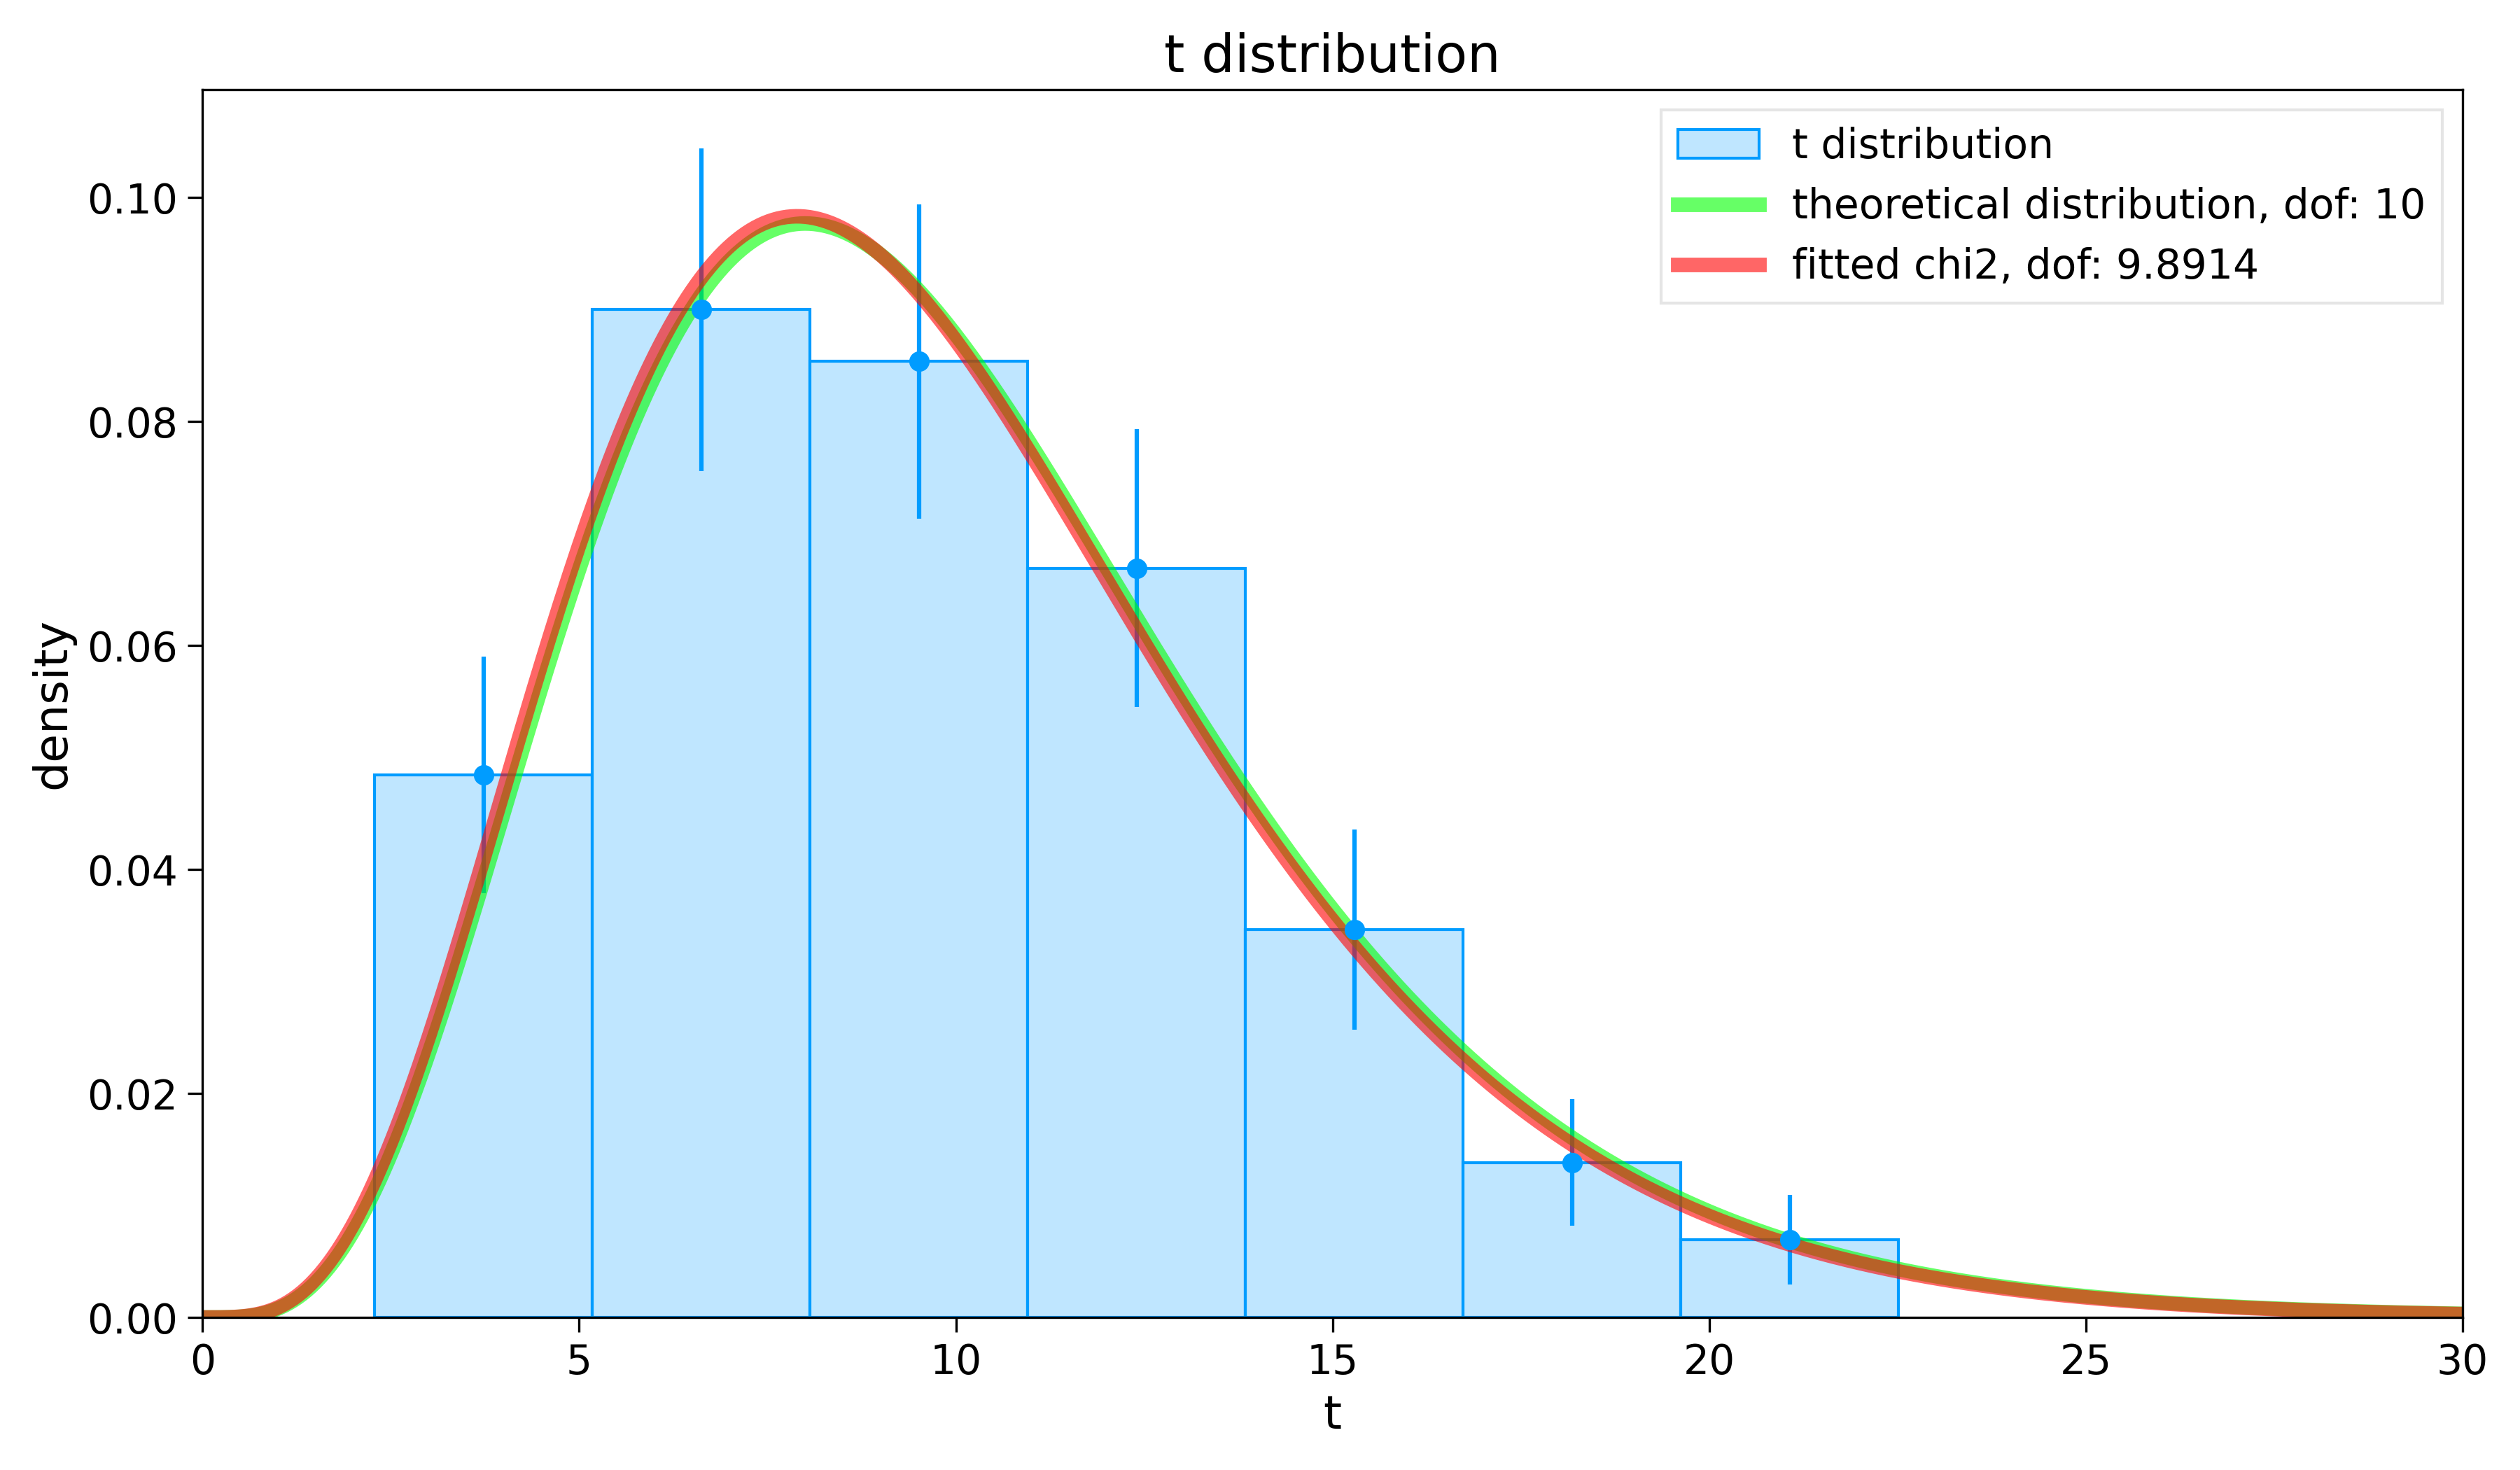 t distribution
t distribution
theoretical distribution, dof: 10
fitted chi2, dof: 9.8914
density
0.10
0.08
0.06
0.04
0.02
0.00
0
5
10
15
20
25
30
t